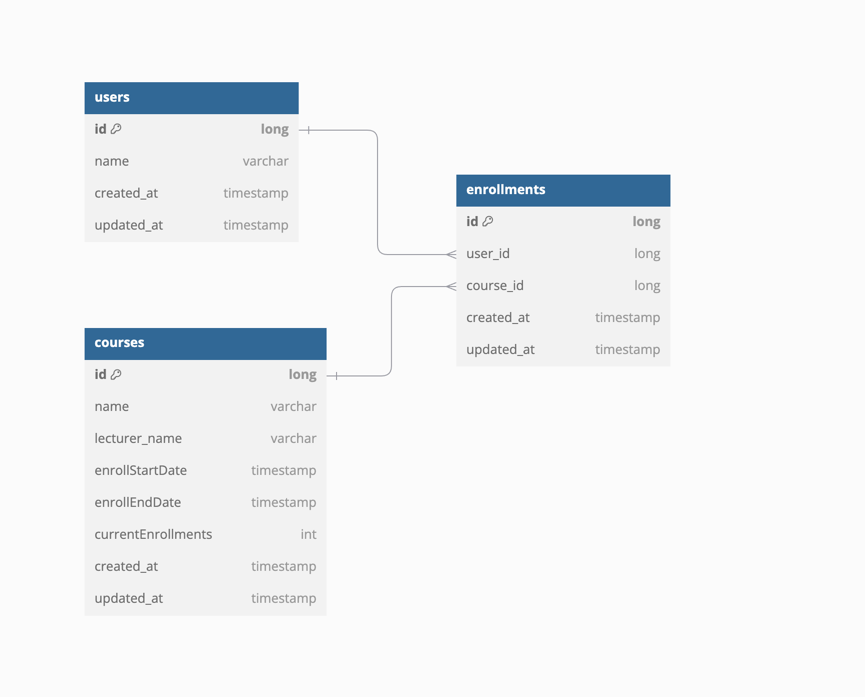 users
id long
name varchar
created_at timestamp
updated_at timestamp
enrollments
id long
user_id long
course_id long
created_at timestamp
updated_at timestamp
courses
id long
name varchar
lecturer_name varchar
enrollStartDate timestamp
enrollEndDate timestamp
currentEnrollments int
created_at timestamp
updated_at timestamp